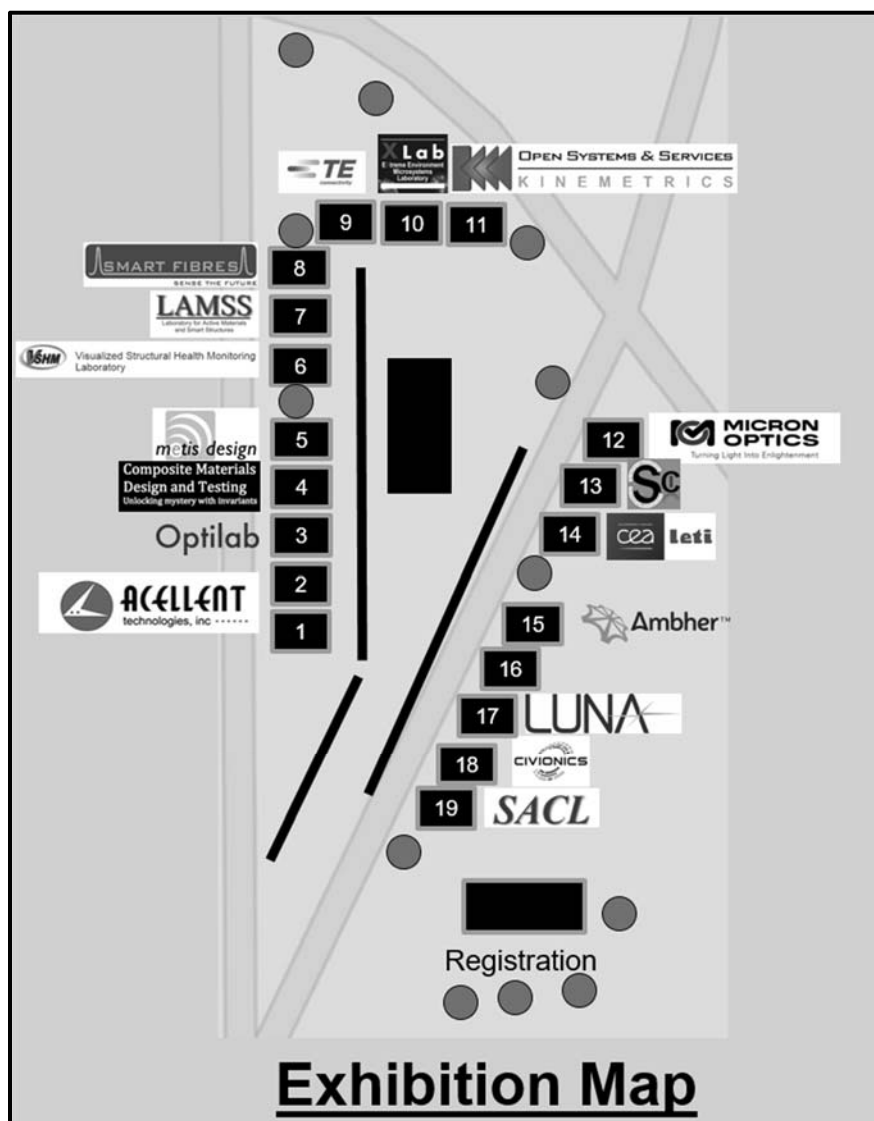 TE
connectivity
X Lab
Extreme Environment
Microsystems
Laboratory
OPEN SYSTEMS & SERVICES
KINEMETRICS
9
10
11
SMART FIBRES
SENSE THE FUTURE
8
LAMSS
Laboratory for Active Materials
and Smart Structures
7
VSHM
Visualized Structural Health Monitoring
Laboratory
6
metis design
5
Composite Materials
Design and Testing
Unlocking mystery with invariants
4
Optilab
3
2
ACELLENT
technologies, inc
1
12
MICRON
OPTICS
Turning Light Into Enlightenment
13
SC
14
cea
leti
15
Ambher™
16
17
LUNA
18
CIVIONICS
19
SACL
Registration
Exhibition Map